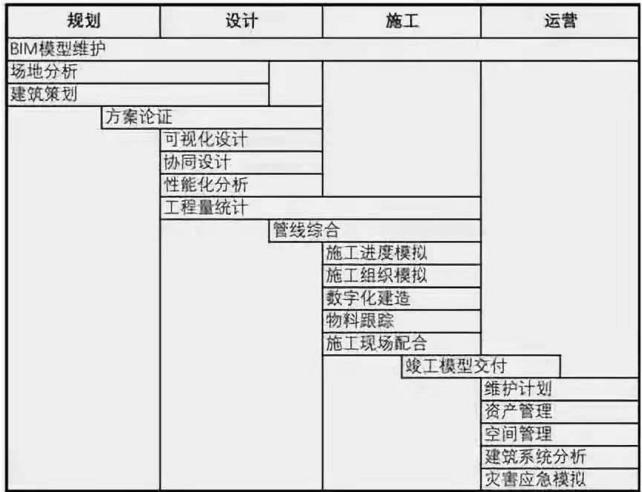 规划 设计 施工 运营
BIM模型维护
场地分析
建筑策划
方案论证
可视化设计
协同设计
性能化分析
工程量统计
管线综合
施工进度模拟
施工组织模拟
数字化建造
物料跟踪
施工现场配合
竣工模型交付
维护计划
资产管理
空间管理
建筑系统分析
灾害应急模拟